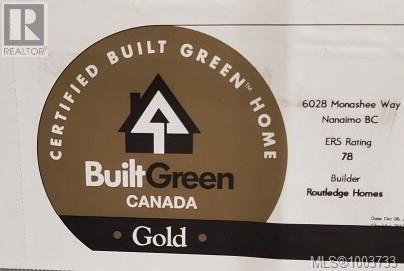 REALTOR
CERTIFIED BUILT GREEN™ HOME
BuiltGreen
CANADA
Gold
6028 Monashee Way
Nanaimo BC
ERS Rating
78
Builder
Routledge Homes
MLS®1003733